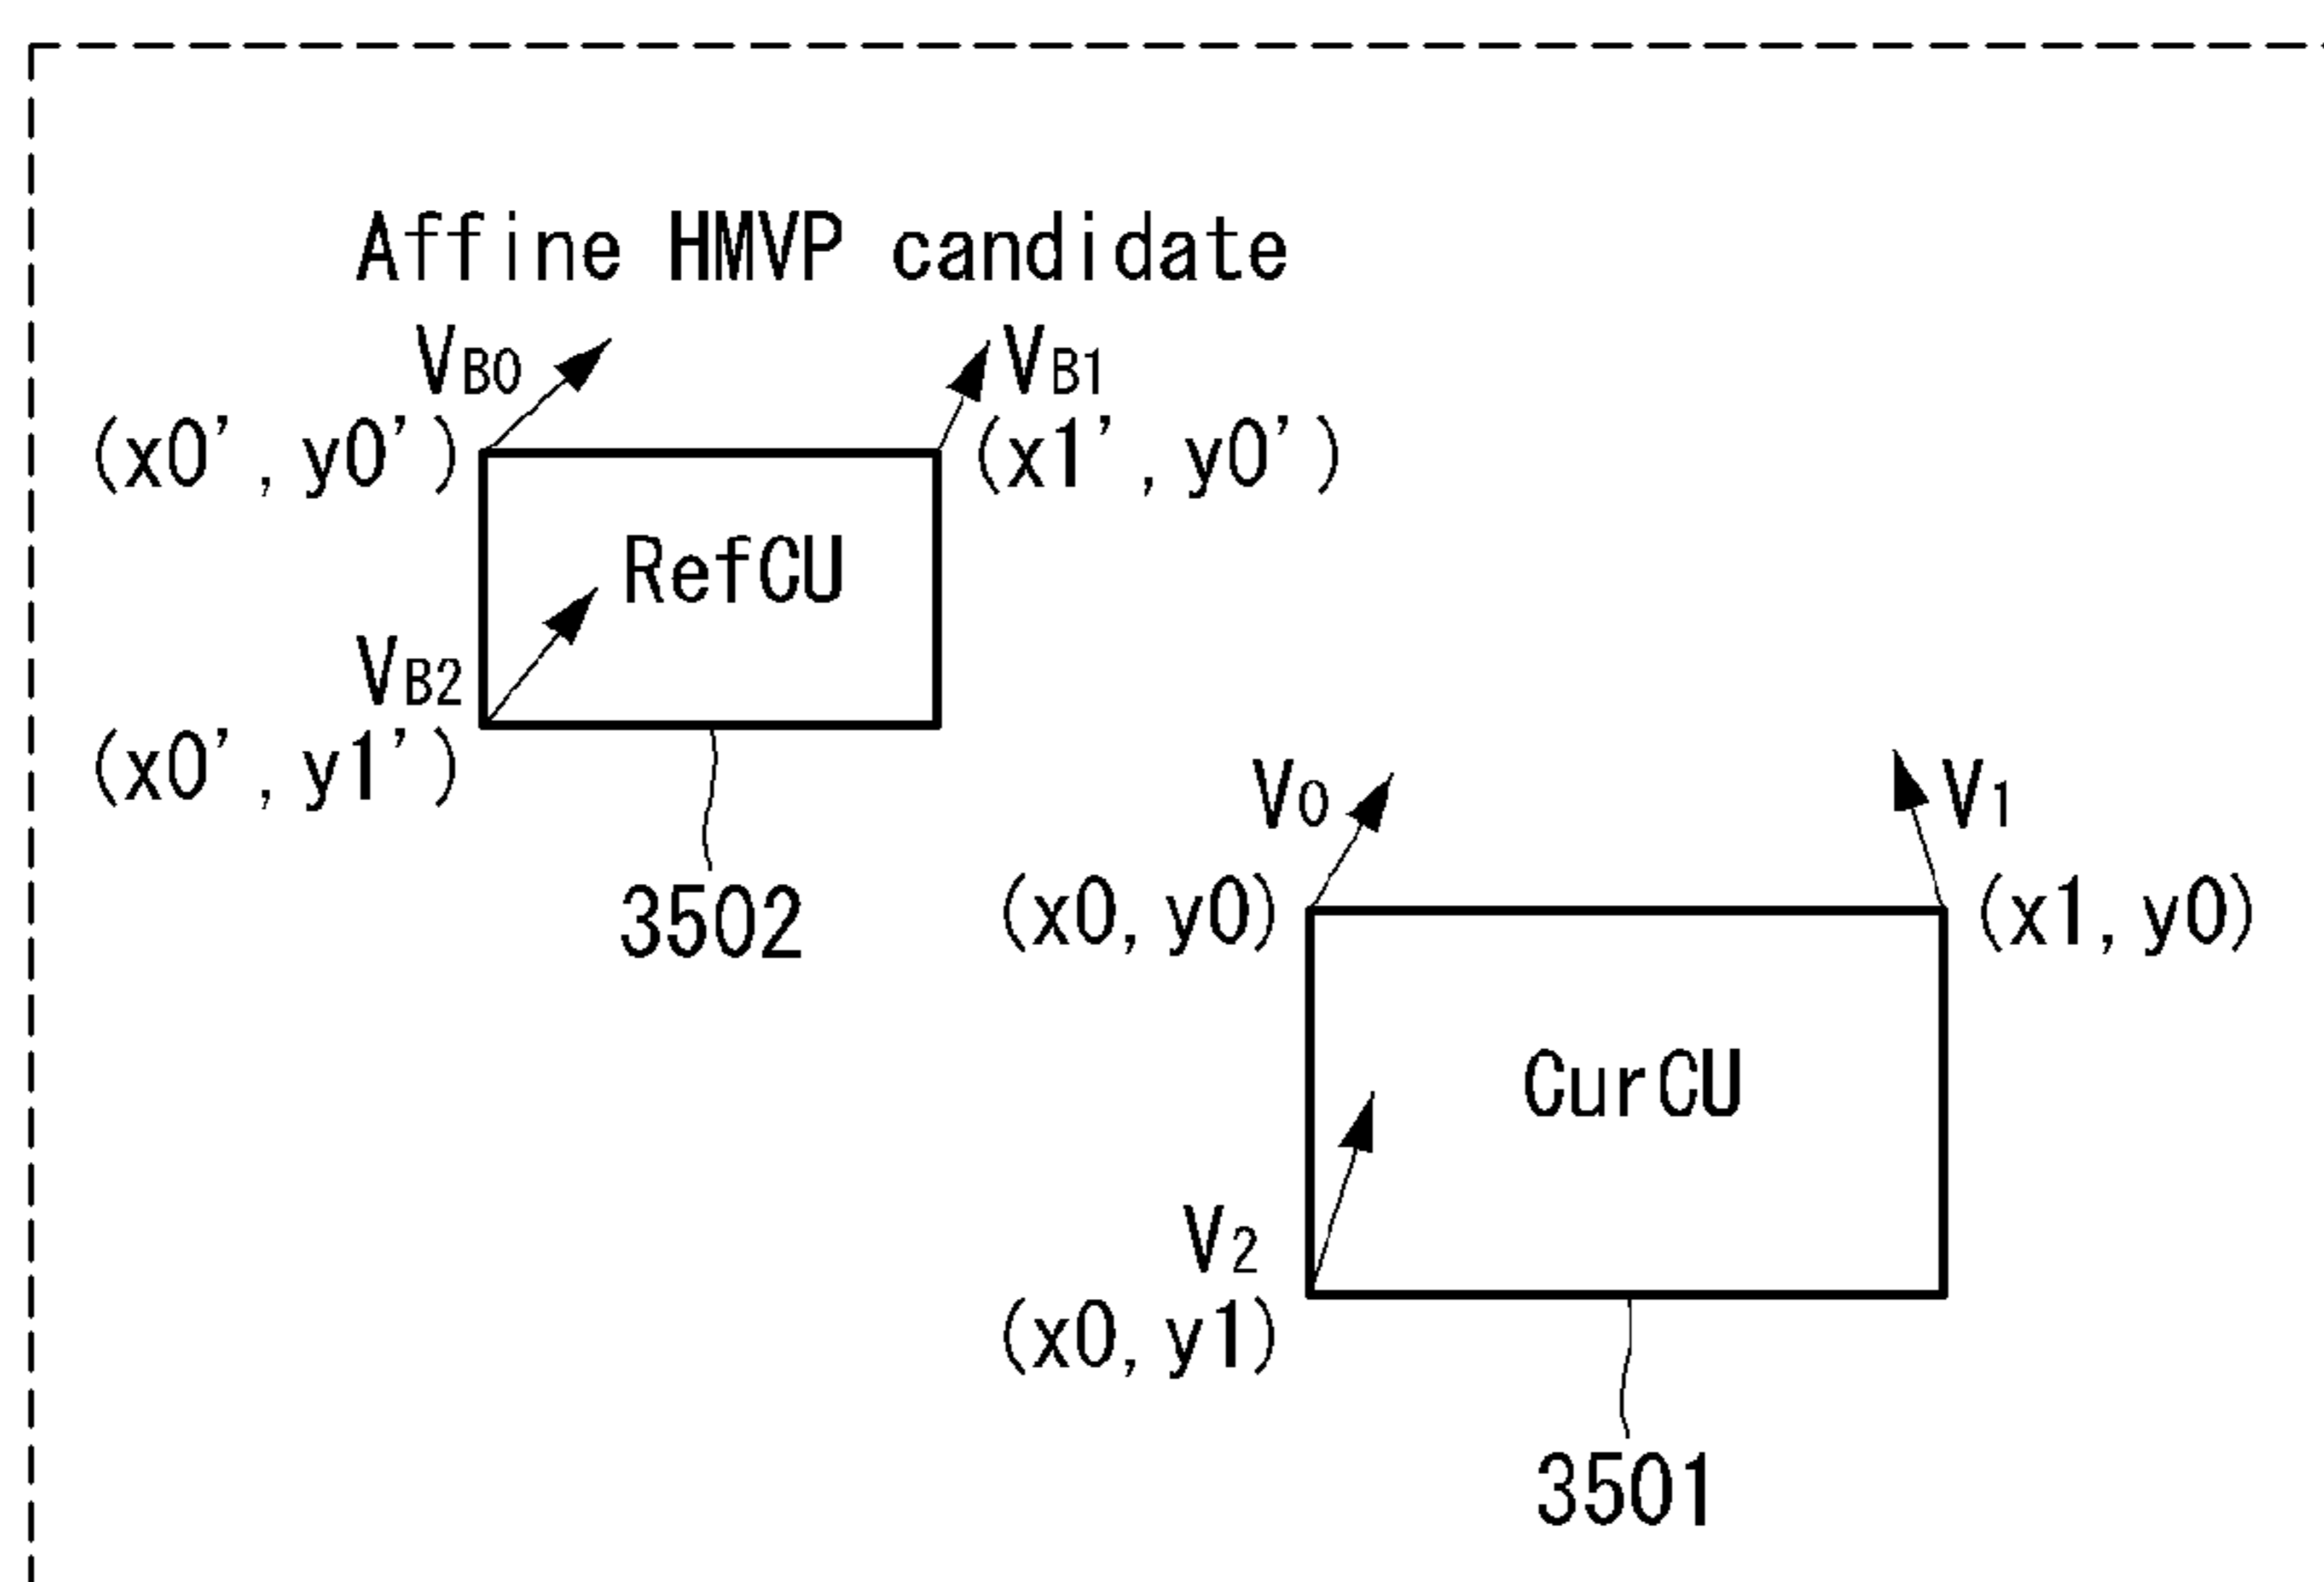 Affine HMVP candidate
VB0
VB1
(x0', y0')
(x1', y0')
RefCU
VB2
(x0', y1')
3502
V0
V1
(x0, y0)
(x1, y0)
CurCU
V2
(x0, y1)
3501